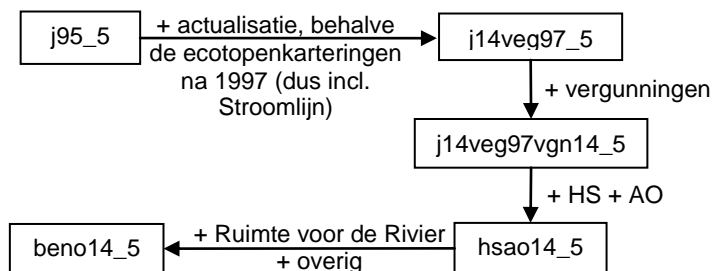 j95_5
+ actualisatie, behalve
de ecotopenkarteringen
na 1997 (dus incl.
Stroomlijn)
j14veg97_5
+ vergunningen
j14veg97vgn14_5
+ HS + AO
hsao14_5
+ Ruimte voor de Rivier
+ overig
beno14_5